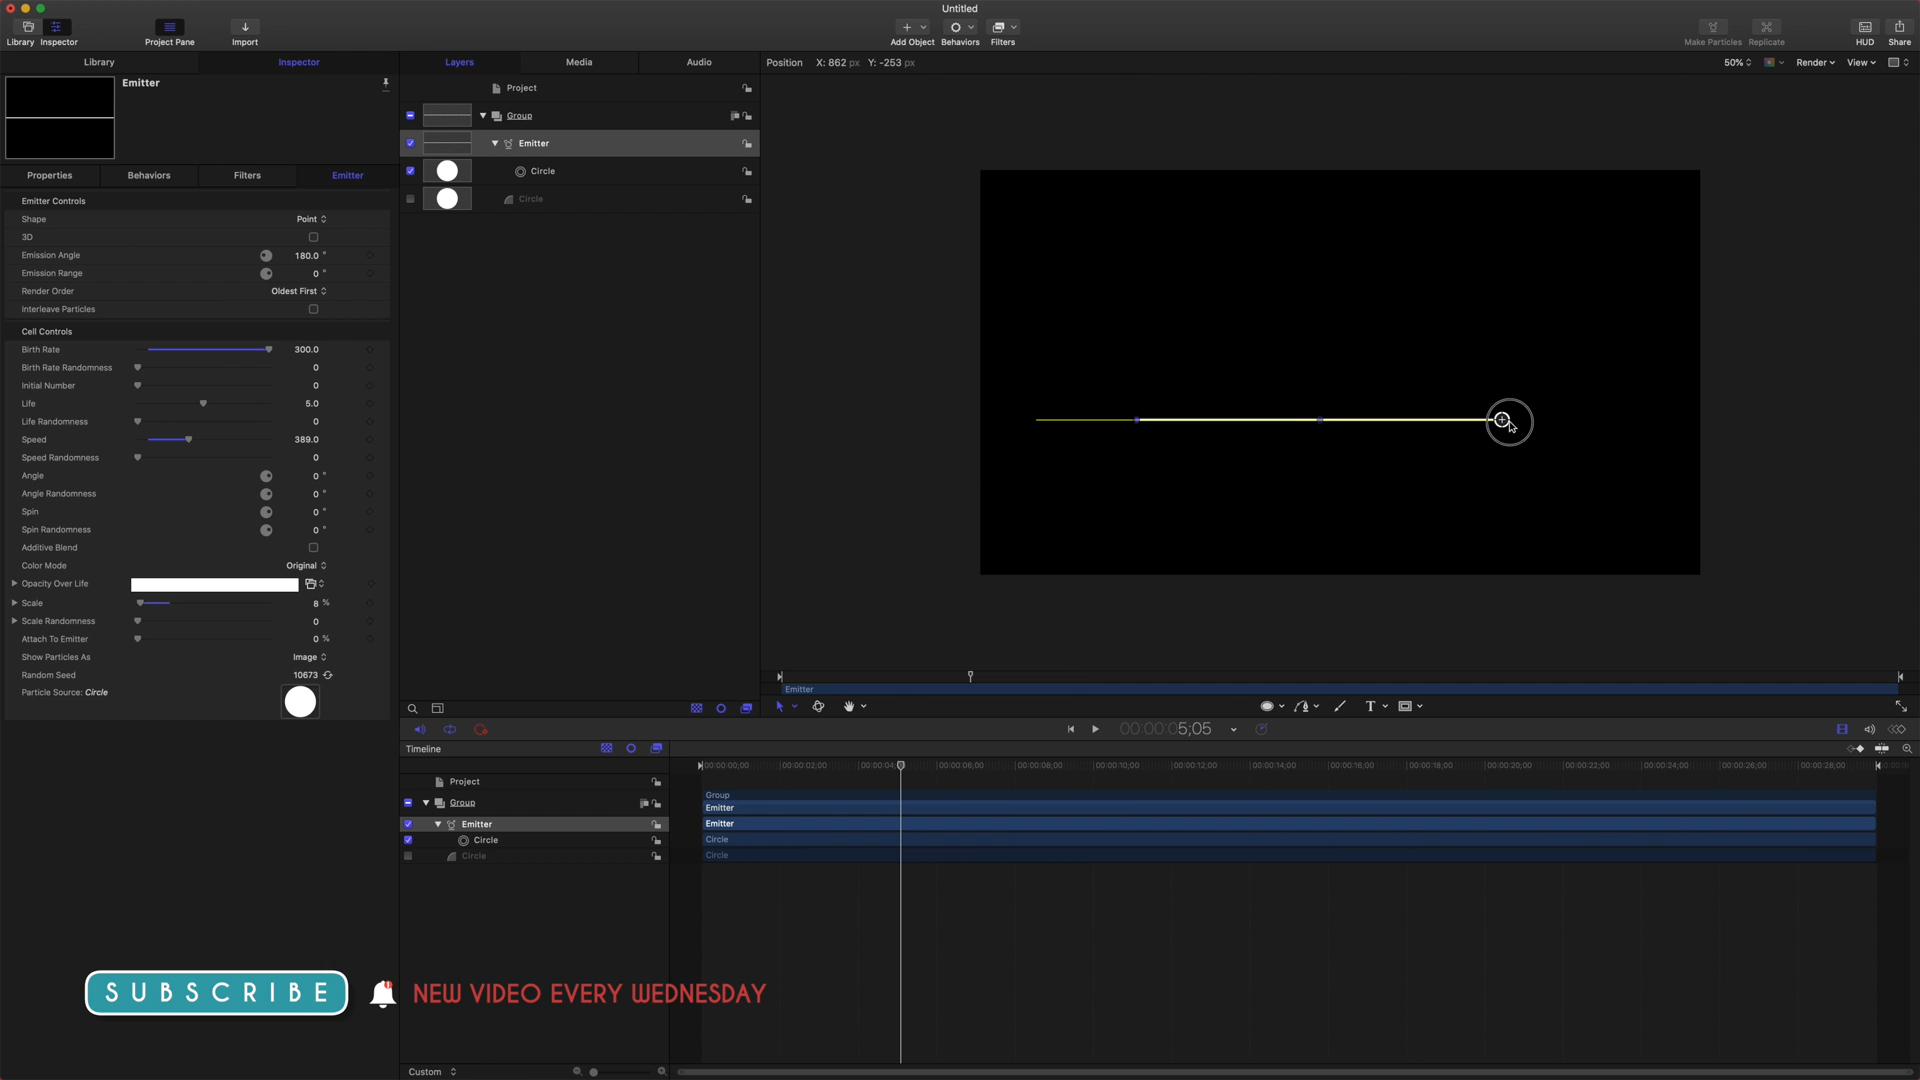 Untitled
Library
Inspector
Project Pane
Import
Add Object
Behaviors
Filters
Make Particles
Replicate
HUD
Share
Library
Inspector
Layers
Media
Audio
Position X: 862 px Y: -253 px
50%
Render
View
Emitter
Project
Group
Emitter
Circle
Circle
Properties
Behaviors
Filters
Emitter
Emitter Controls
Shape Point
3D
Emission Angle 180.0 °
Emission Range 0 °
Render Order Oldest First
Interleave Particles
Cell Controls
Birth Rate 300.0
Birth Rate Randomness 0
Initial Number 0
Life 5.0
Life Randomness 0
Speed 389.0
Speed Randomness 0
Angle 0 °
Angle Randomness 0 °
Spin 0 °
Spin Randomness 0 °
Additive Blend
Color Mode Original
Opacity Over Life
Scale 8 %
Scale Randomness 0
Attach To Emitter 0 %
Show Particles As Image
Random Seed 10673
Particle Source: Circle
Emitter
T
00:00:05;05
Timeline
00:00:00;00 00:00:02;00 00:00:04; 00:00:06;00 00:00:08;00 00:00:10;00 00:00:12;00 00:00:14;00 00:00:16;00 00:00:18;00 00:00:20;00 00:00:22;00 00:00:24;00 00:00:26;00 00:00:28;00
Project
Group
Emitter
Circle
Circle
Group
Emitter
Emitter
Circle
Circle
SUBSCRIBE
NEW VIDEO EVERY WEDNESDAY
Custom